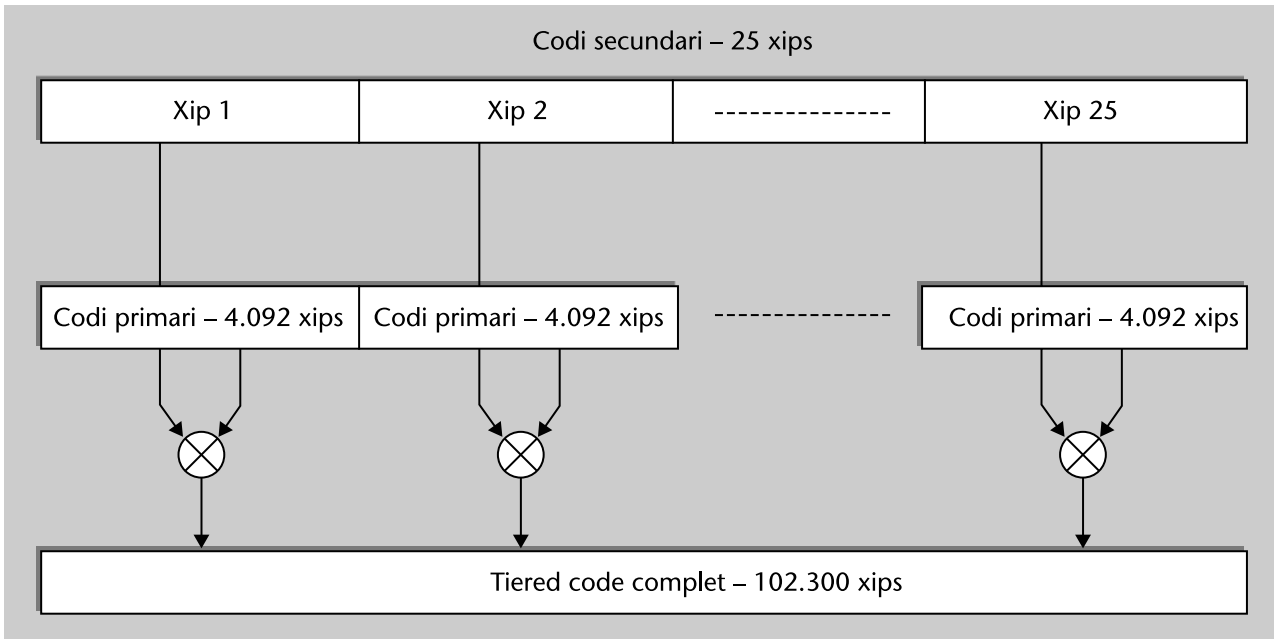 Codi secundari – 25 xips
Xip 1
Xip 2
Xip 25
Codi primari – 4.092 xips
Codi primari – 4.092 xips
Codi primari – 4.092 xips
Tiered code complet – 102.300 xips